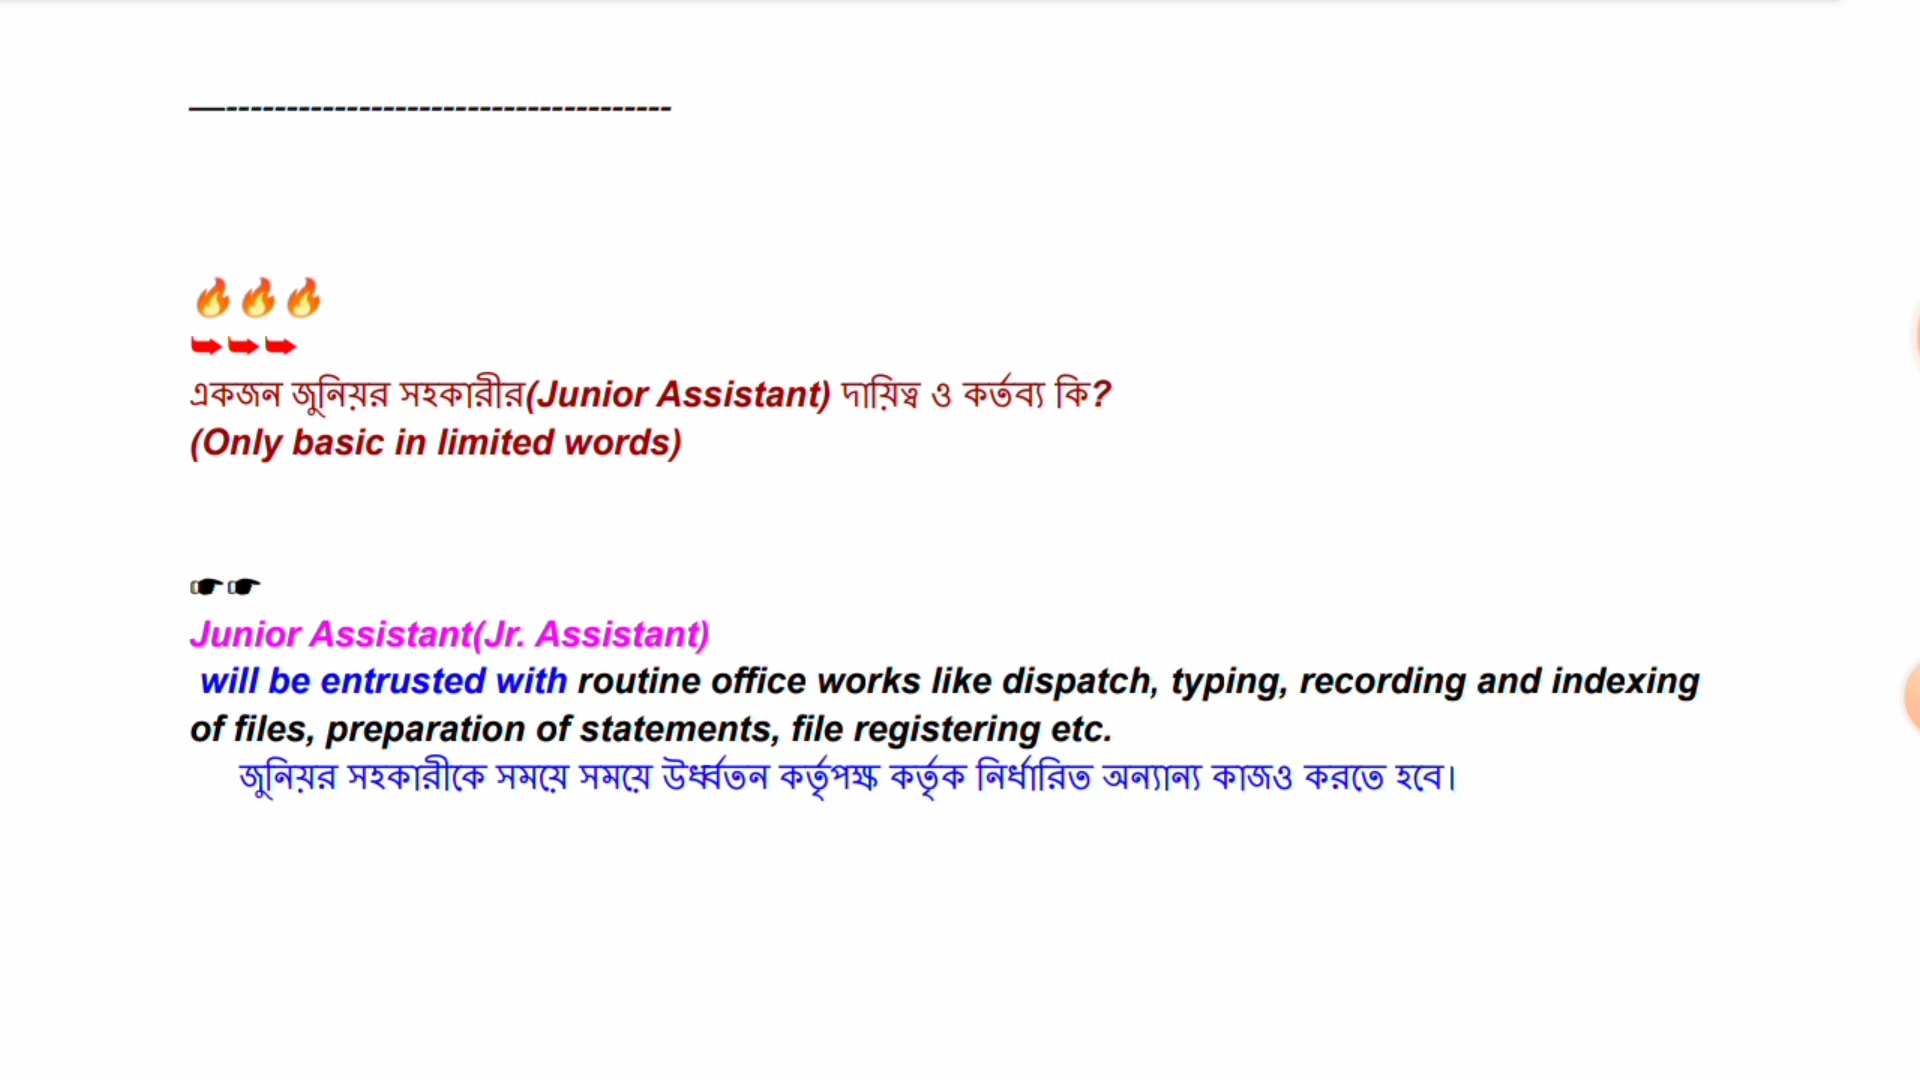 —-------------------------------------
🔥🔥🔥
➥➥➥
একজন জুনিয়র সহকারীর(Junior Assistant) দায়িত্ব ও কর্তব্য কি?
(Only basic in limited words)
☛☛
Junior Assistant(Jr. Assistant)
will be entrusted with routine office works like dispatch, typing, recording and indexing
of files, preparation of statements, file registering etc.
জুনিয়র সহকারীকে সময়ে সময়ে উর্ধ্বতন কর্তৃপক্ষ কর্তৃক নির্ধারিত অন্যান্য কাজও করতে হবে।